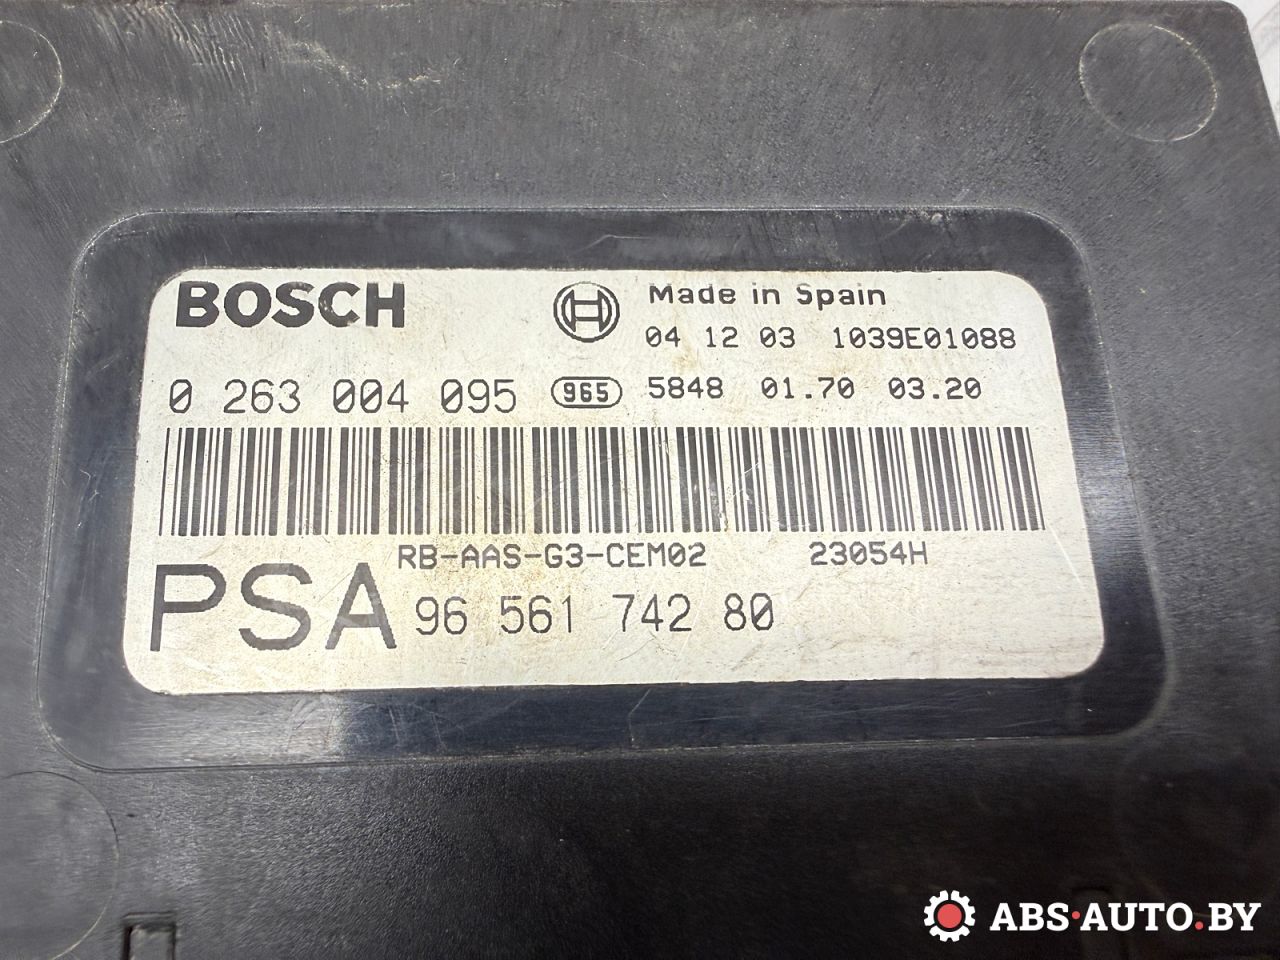 BOSCH
Made in Spain
04 12 03 1039E01088
0 263 004 095 965 5848 01.70 03.20
RB-AAS-G3-CEM02 23054H
PSA 96 561 742 80
ABS·AUTO.BY